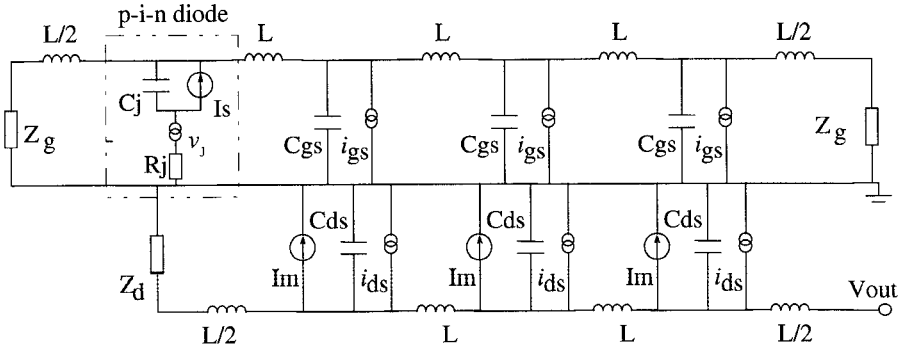 p-i-n diode
L/2 L L L L/2
Cj Is
Zg vJ Cgs igs Cgs igs Cgs igs Zg
Rj
Cds Cds Cds
Zd Im ids Im ids Im ids Vout
L/2 L L L/2